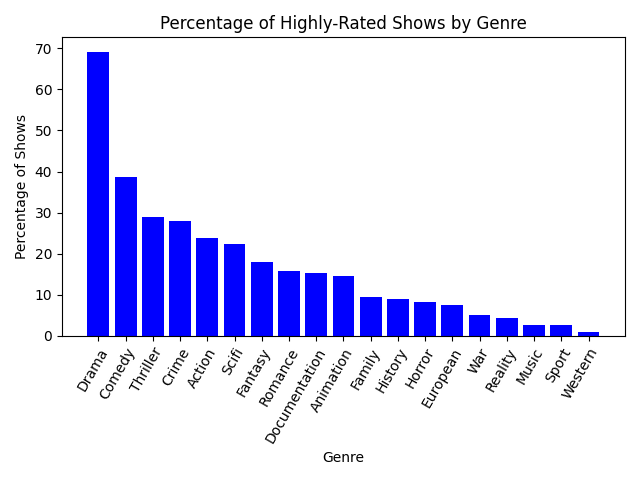 Percentage of Highly-Rated Shows by Genre
Percentage of Shows
70
60
50
40
30
20
10
0
Drama
Comedy
Thriller
Crime
Action
Scifi
Fantasy
Romance
Documentation
Animation
Family
History
Horror
European
War
Reality
Music
Sport
Western
Genre